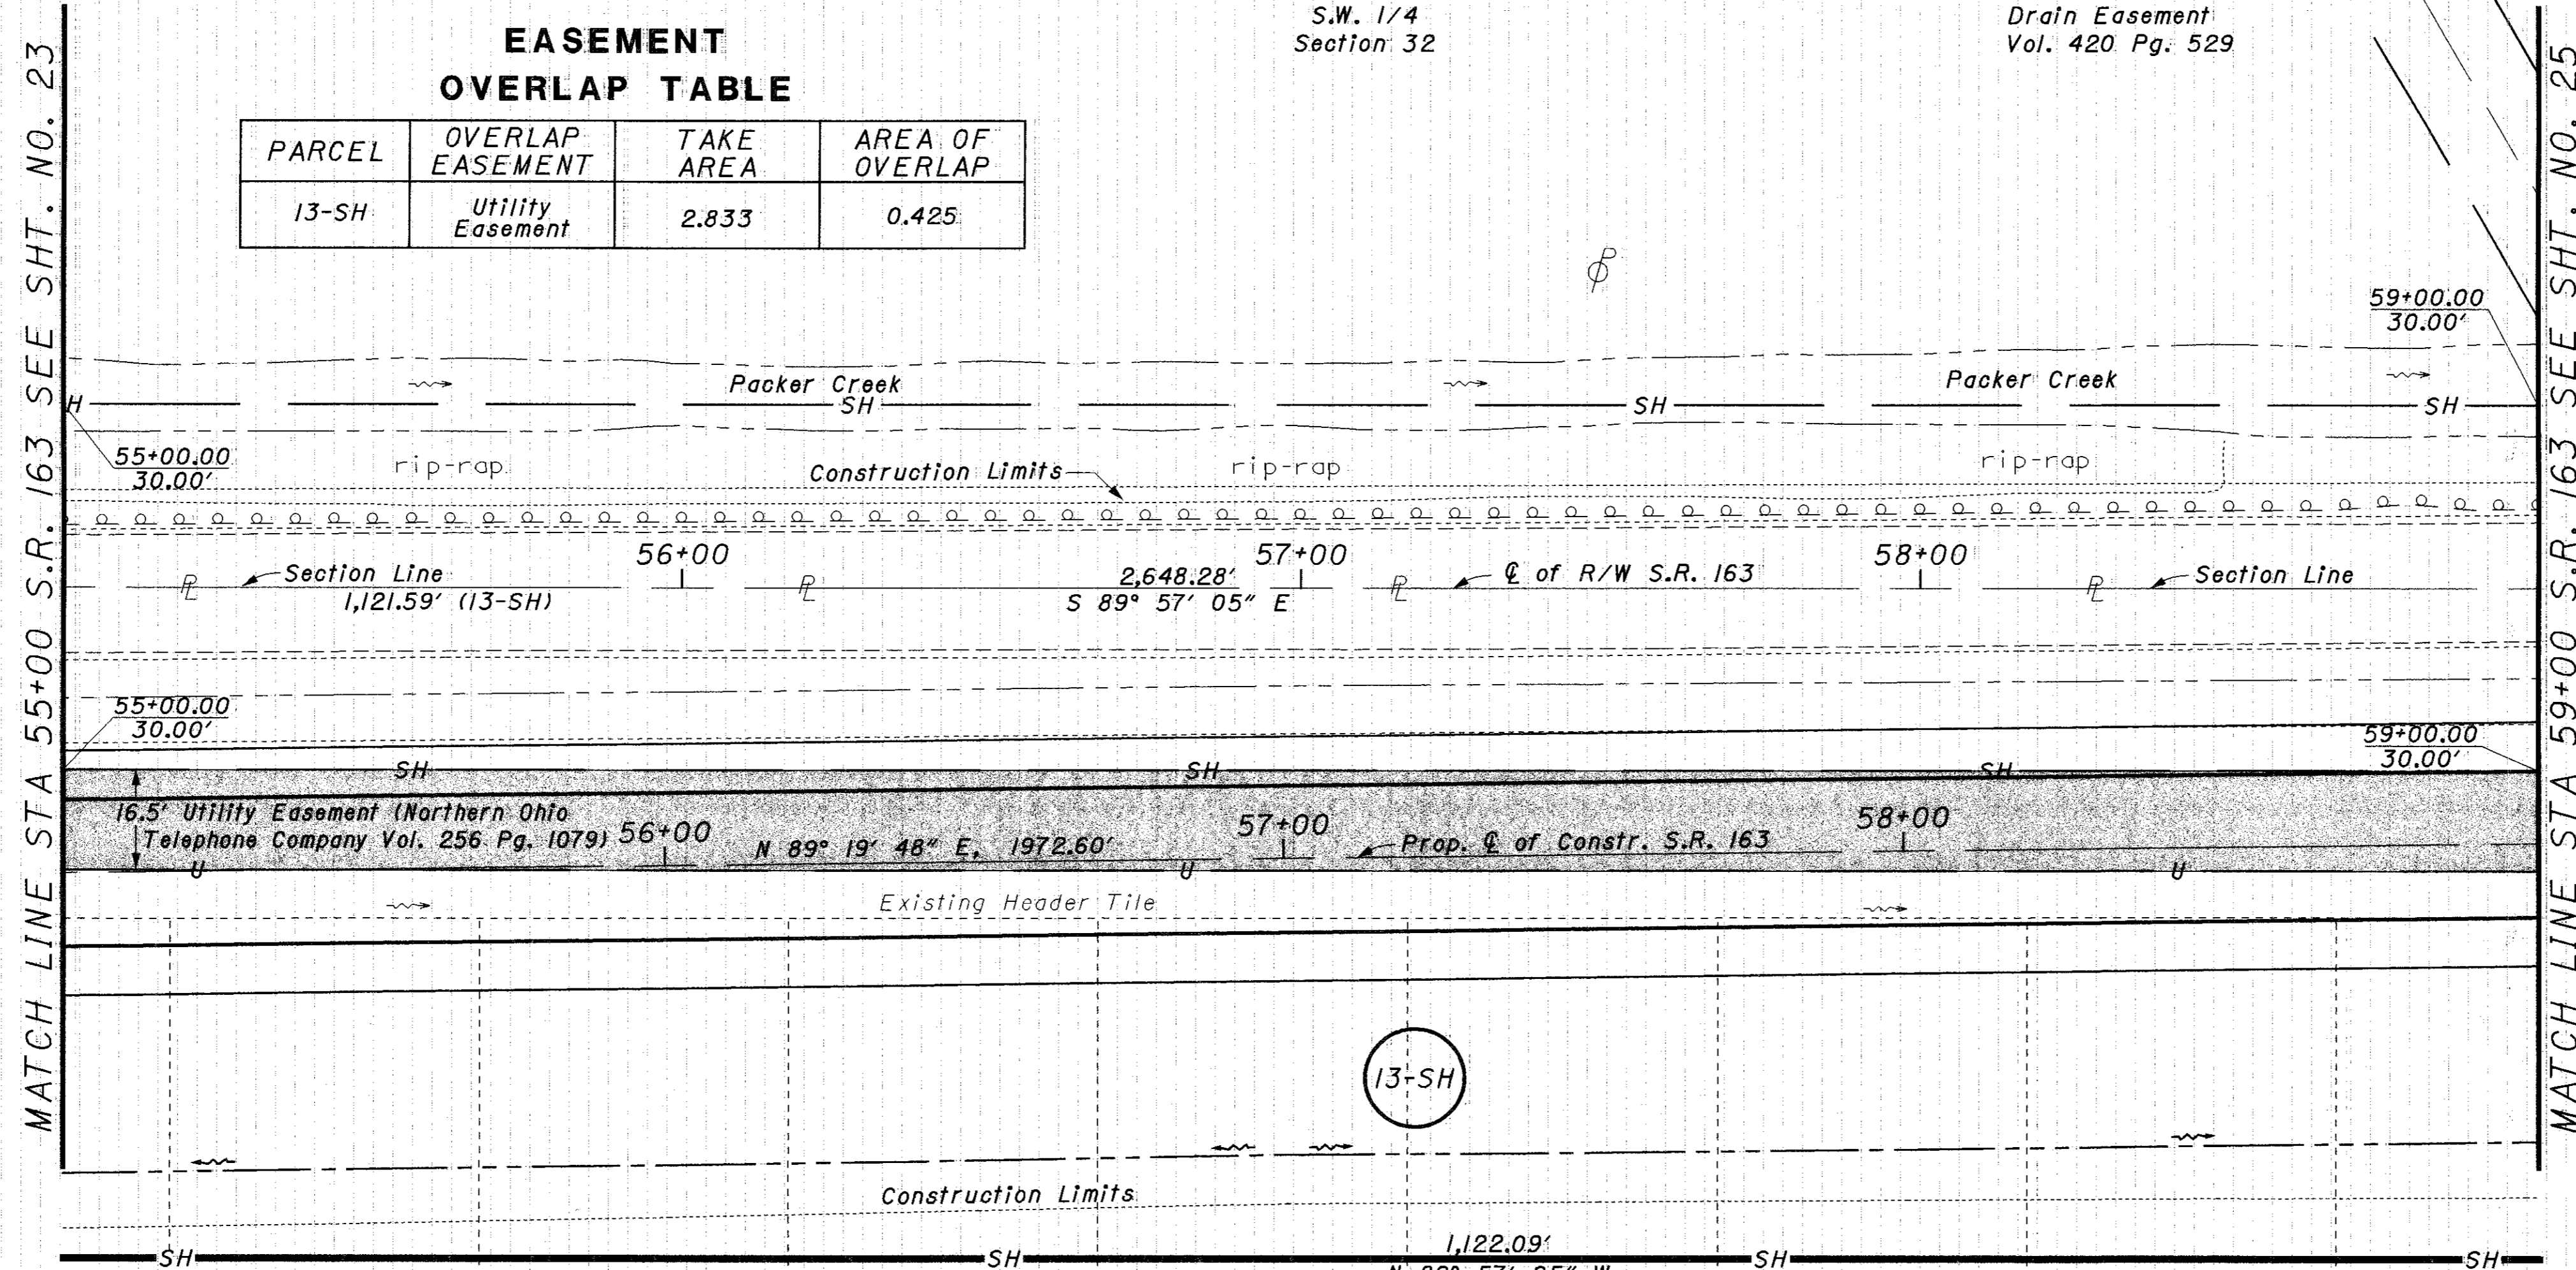 EASEMENT
OVERLAP TABLE
PARCEL
OVERLAP
EASEMENT
TAKE
AREA
AREA OF
OVERLAP
13-SH
Utility
Easement
2.833
0.425
S.W. 1/4
Section 32
Drain Easement
Vol. 420 Pg. 529
MATCH LINE STA 55+00 S.R. 163 SEE SHT. NO. 23
MATCH LINE STA 59+00 S.R. 163 SEE SHT. NO. 25
P
59+00.00
30.00'
Packer Creek
Packer Creek
H
SH
SH
SH
55+00.00
30.00'
rip-rap
Construction Limits
rip-rap
rip-rap
56+00
57+00
58+00
PL
Section Line
1,121.59' (13-SH)
PL
2,648.28'
S 89° 57' 05" E
PL
℄ of R/W S.R. 163
PL
Section Line
55+00.00
30.00'
59+00.00
30.00'
SH
SH
SH
16.5' Utility Easement (Northern Ohio
Telephone Company Vol. 256 Pg. 1079)
56+00
N 89° 19' 48" E, 1972.60'
57+00
Prop. ℄ of Constr. S.R. 163
58+00
U
U
U
Existing Header Tile
13-SH
Construction Limits
1,122.09'
SH
SH
SH
SH